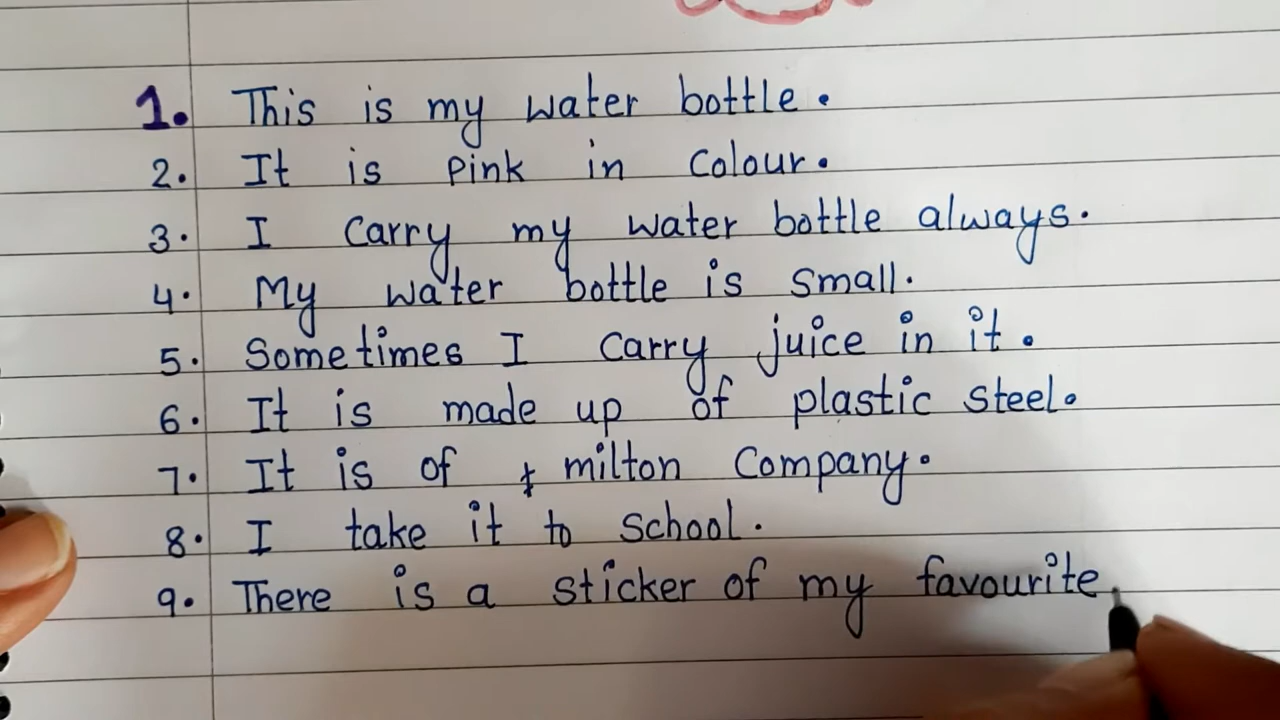 1. This is my water bottle.
2. It is pink in colour.
3. I carry my water bottle always.
4. My water bottle is small.
5. Sometimes I carry juice in it.
6. It is made up of plastic steel.
7. It is of milton company.
8. I take it to school.
9. There is a sticker of my favourite